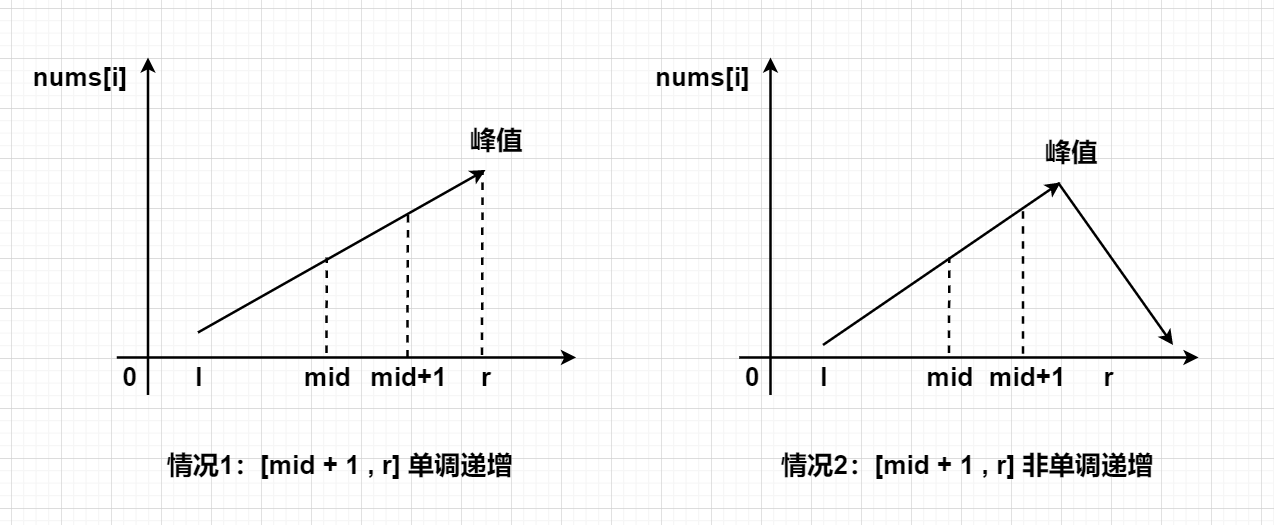 nums[i]
峰值
0 l mid mid+1 r
情况1：[mid + 1 , r] 单调递增
nums[i]
峰值
0 l mid mid+1 r
情况2：[mid + 1 , r] 非单调递增